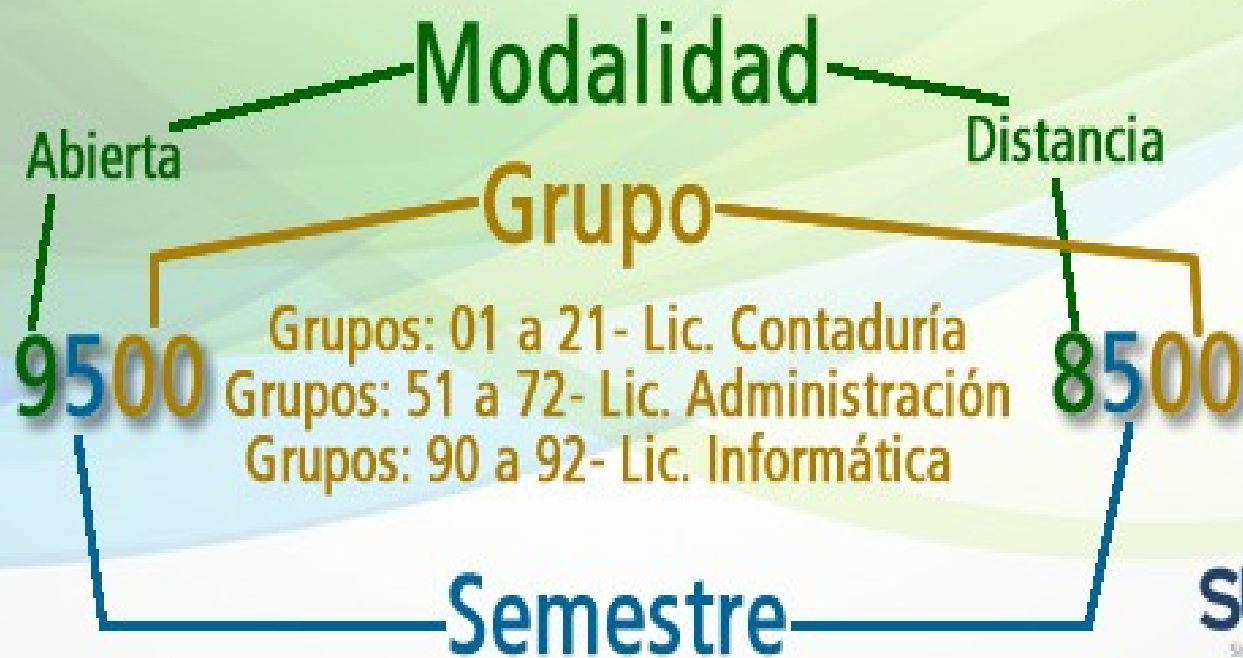 Modalidad
Abierta
Distancia
Grupo
9500
Grupos: 01 a 21- Lic. Contaduría
Grupos: 51 a 72- Lic. Administración
Grupos: 90 a 92- Lic. Informática
8500
Semestre